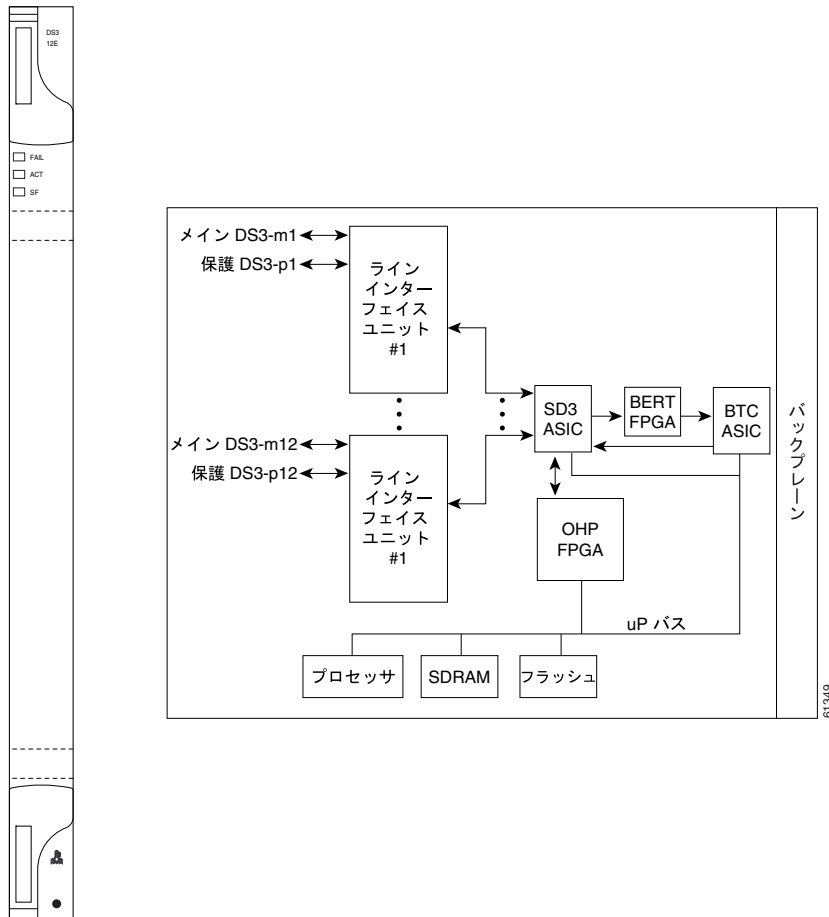 DS3
12E
FAIL
ACT
SF
メイン DS3-m1
保護 DS3-p1
ライン
インター
フェイス
ユニット
#1
メイン DS3-m12
保護 DS3-p12
ライン
インター
フェイス
ユニット
#1
SD3
ASIC
BERT
FPGA
BTC
ASIC
OHP
FPGA
uP バス
プロセッサ
SDRAM
フラッシュ
バックプレーン
61349